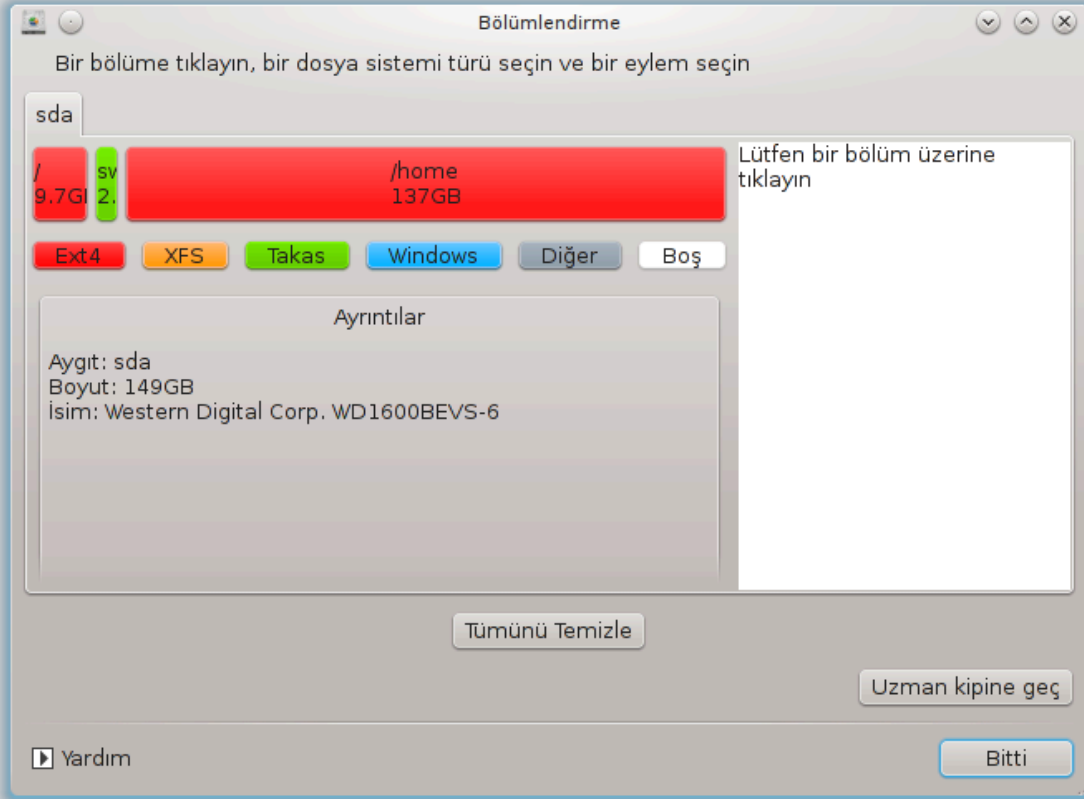 Bölümlendirme
Bir bölüme tıklayın, bir dosya sistemi türü seçin ve bir eylem seçin
sda
/
9.7G
sv
2.
/home
137GB
Lütfen bir bölüm üzerine
tıklayın
Ext4 XFS Takas Windows Diğer Boş
Ayrıntılar
Aygıt: sda
Boyut: 149GB
İsim: Western Digital Corp. WD1600BEVS-6
Tümünü Temizle
Uzman kipine geç
Yardım
Bitti